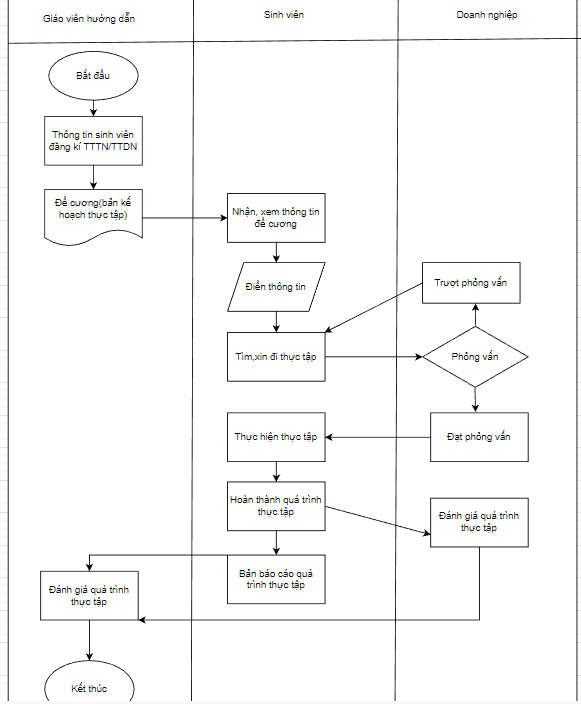 Giáo viên hướng dẫn
Sinh viên
Doanh nghiệp
Bắt đầu
Thông tin sinh viên
đăng kí TTTN/TTDN
Đề cương(bản kế
hoạch thực tập)
Nhận, xem thông tin
đề cương
Điền thông tin
Trượt phỏng vấn
Tìm,xin đi thực tập
Phỏng vấn
Thực hiện thực tập
Đạt phỏng vấn
Hoàn thành quá trình
thực tập
Đánh giá quá trình
thực tập
Bản báo cáo quá
trình thực tập
Đánh giá quá trình
thực tập
Kết thúc